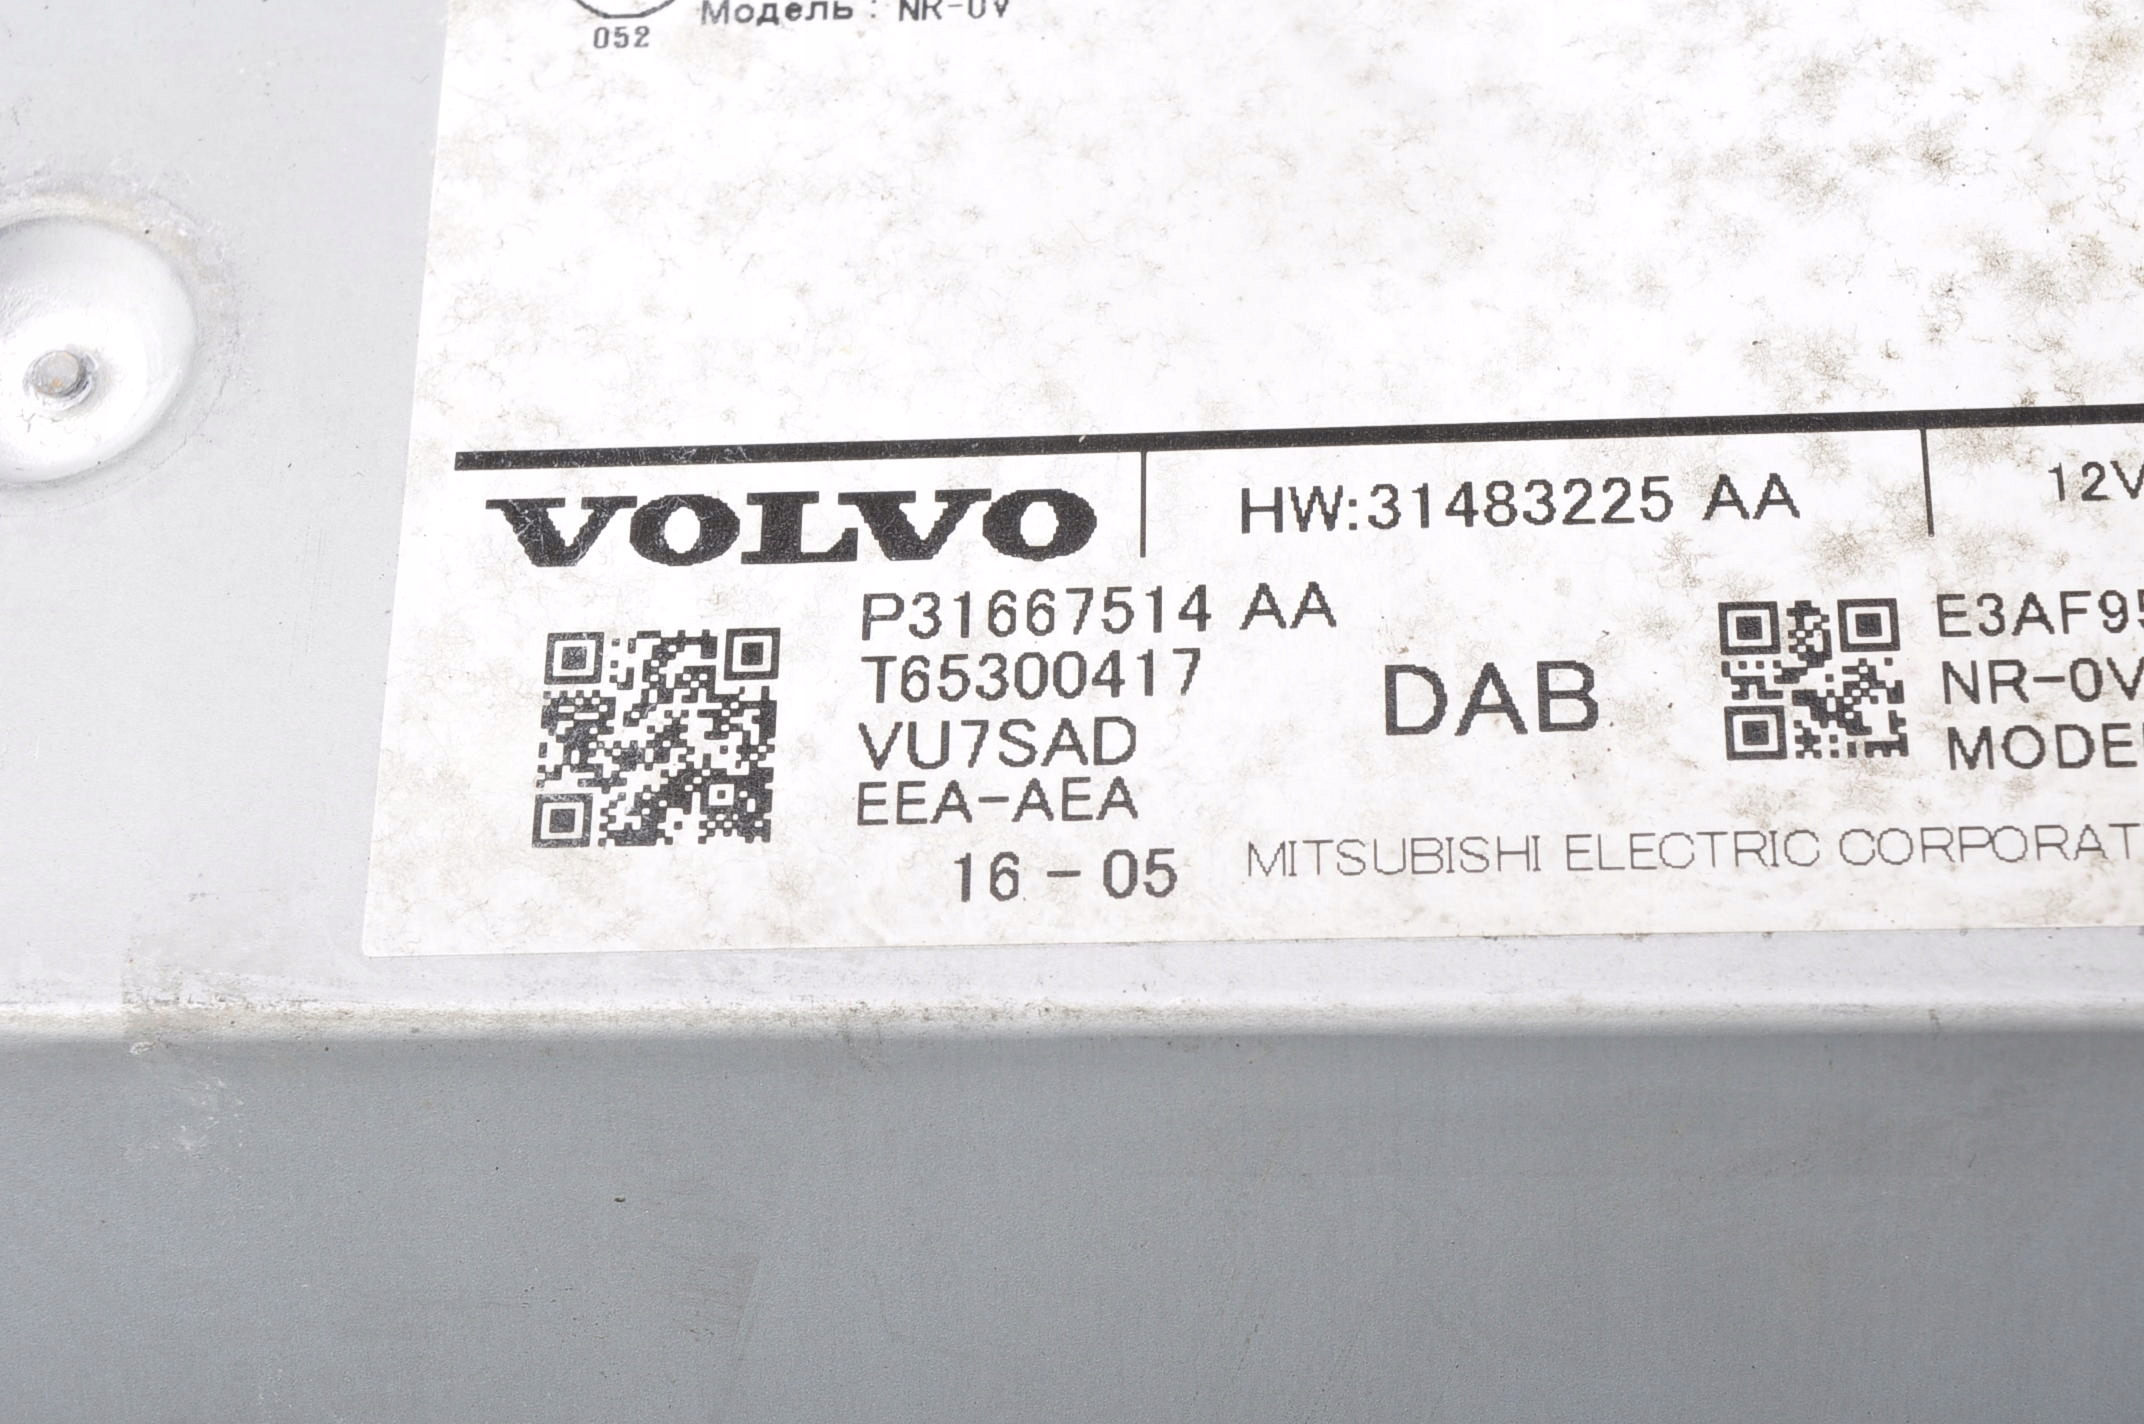 Модель : NR-0V
052
VOLVO
HW:31483225 AA
12V
P31667514 AA
T65300417
VU7SAD
EEA-AEA
16-05
DAB
E3AF95
NR-0V
MODEL
MITSUBISHI ELECTRIC CORPORAT